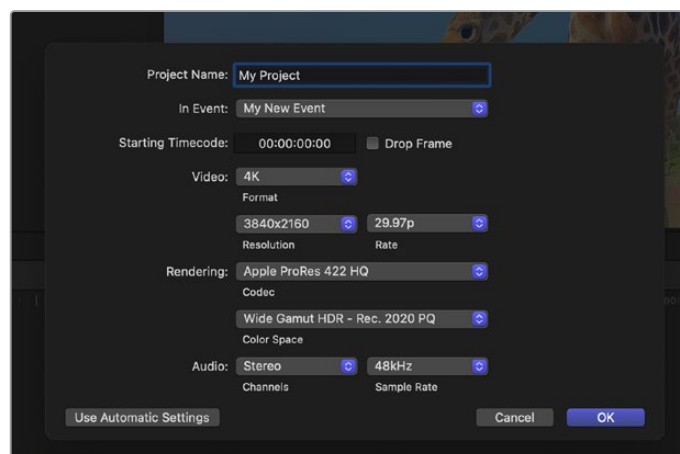 Project Name: My Project
In Event: My New Event
Starting Timecode: 00:00:00:00 Drop Frame
Video: 4K
Format
3840x2160 29.97p
Resolution Rate
Rendering: Apple ProRes 422 HQ
Codec
Wide Gamut HDR - Rec. 2020 PQ
Color Space
Audio: Stereo 48kHz
Channels Sample Rate
Use Automatic Settings Cancel OK